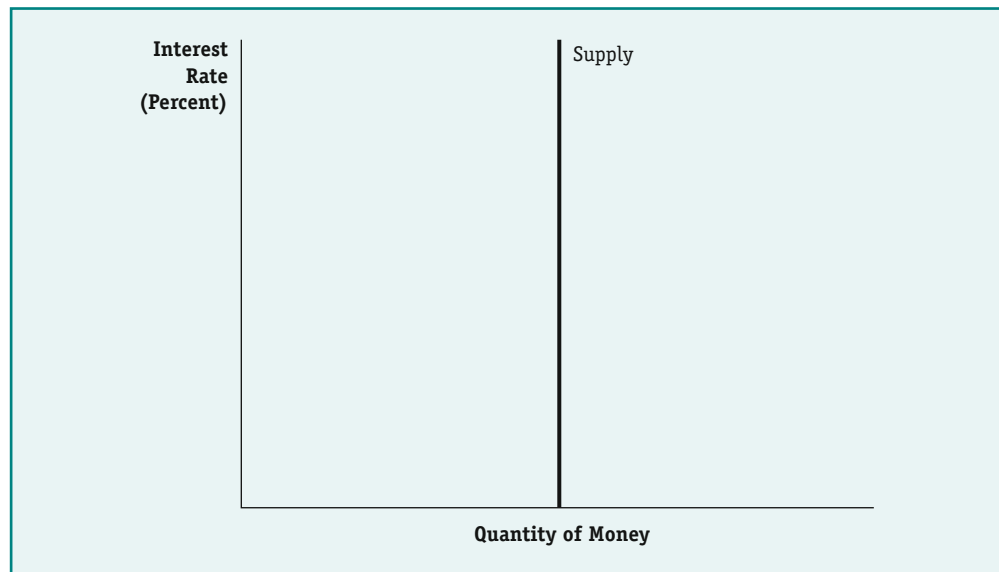 Interest
Rate
(Percent)
Supply
Quantity of Money